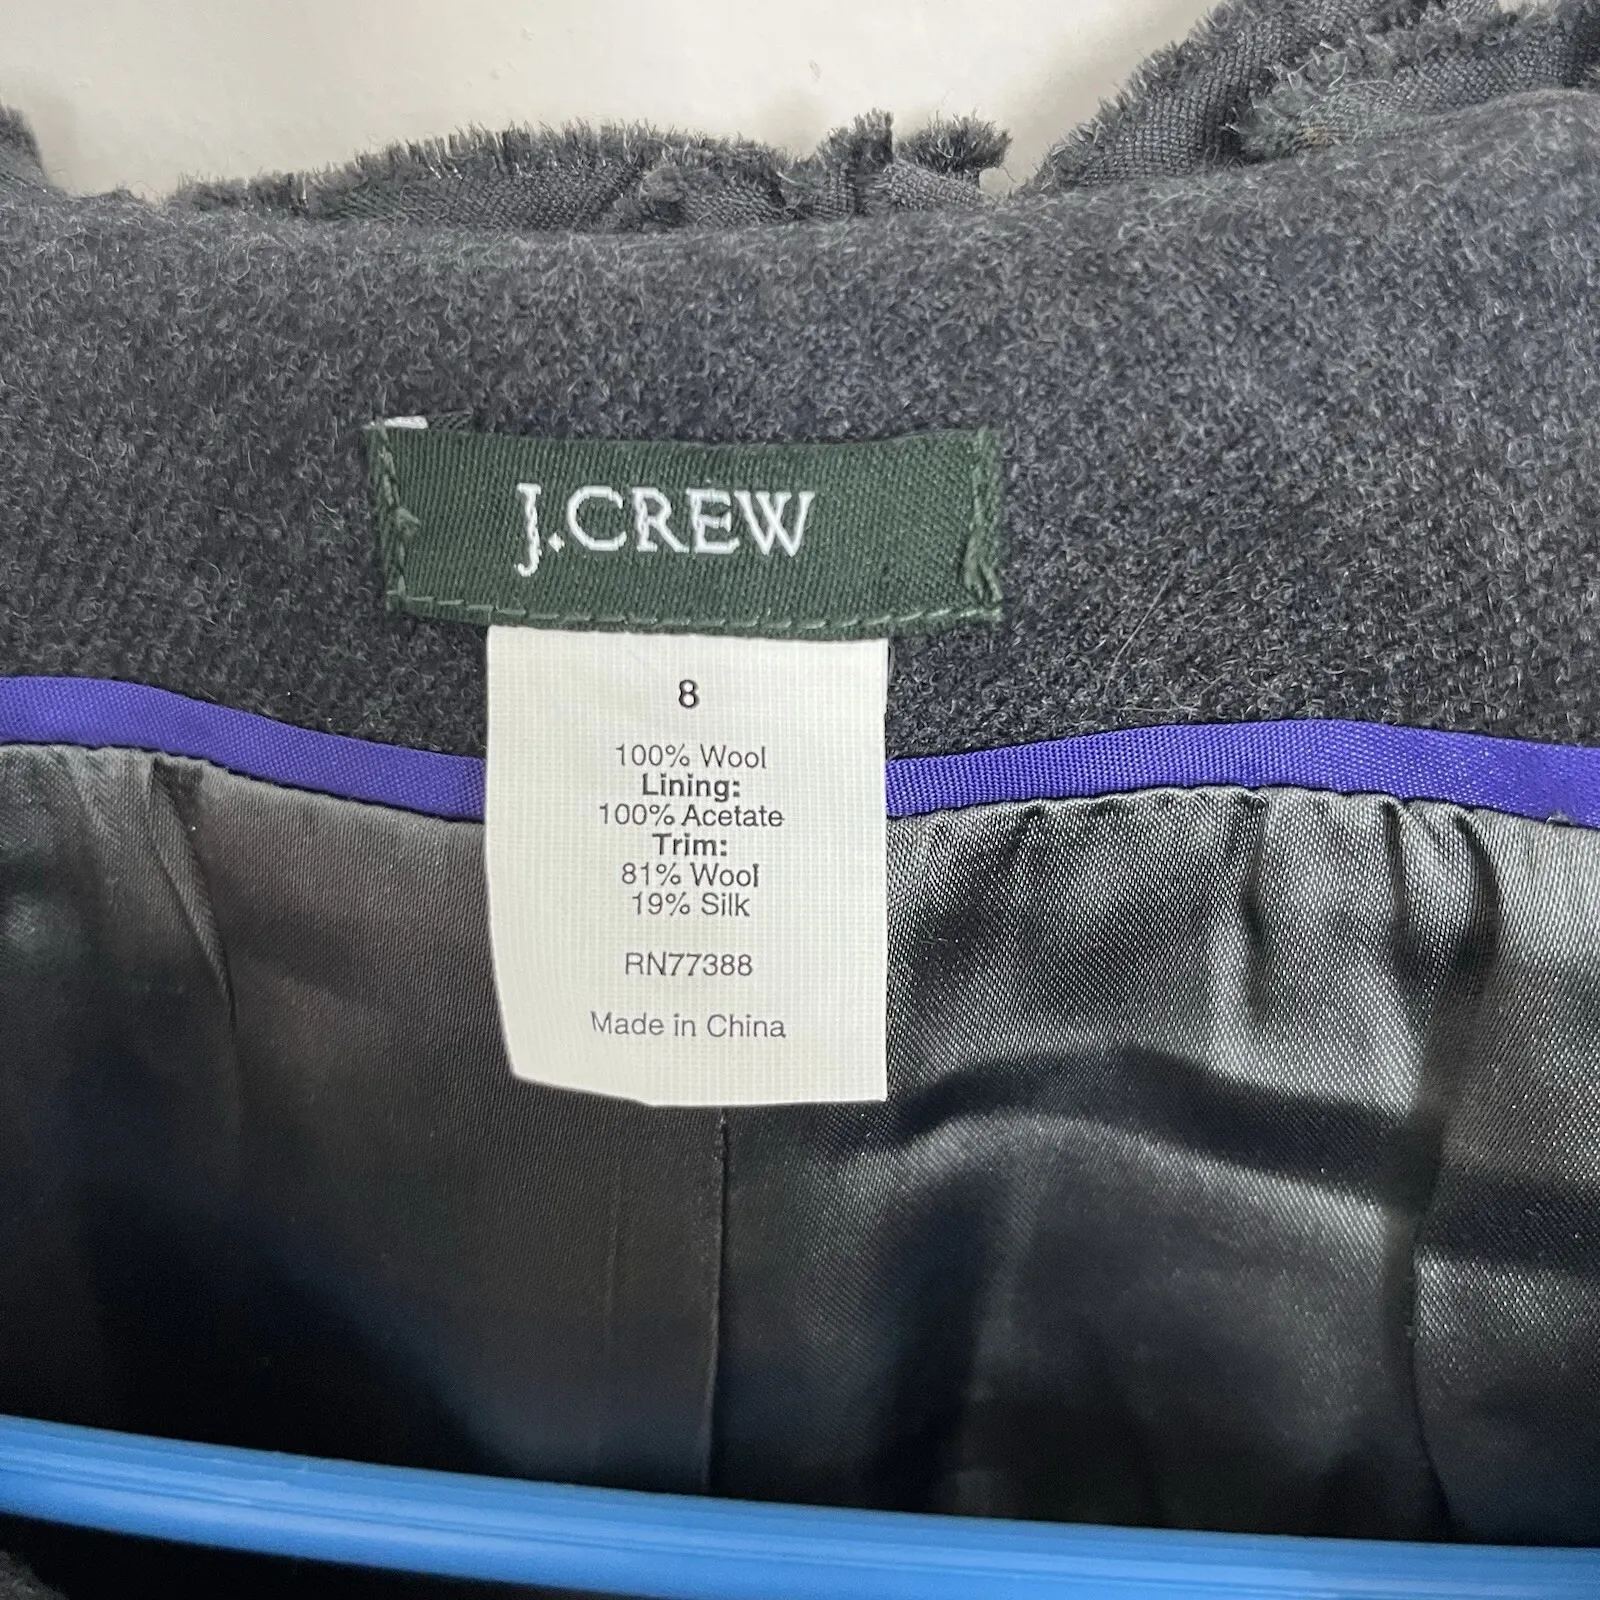 J.CREW
8
100% Wool
Lining:
100% Acetate
Trim:
81% Wool
19% Silk
RN77388
Made in China